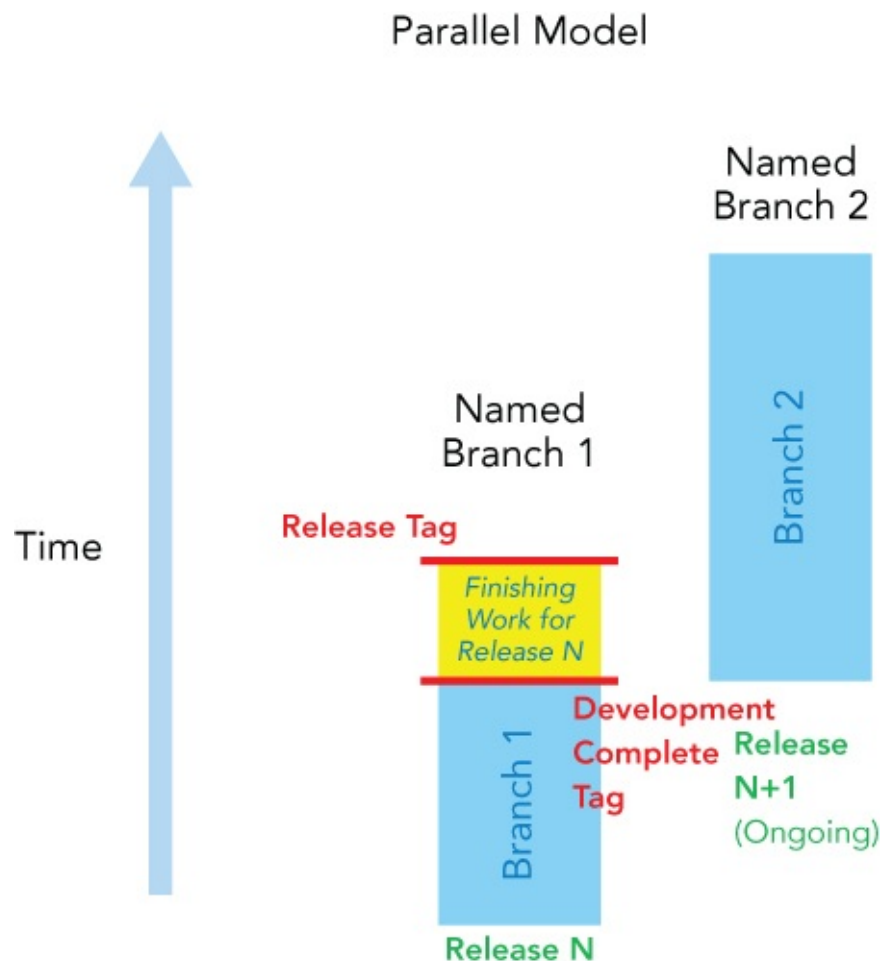 Parallel Model
Named
Branch 2
Branch 2
Named
Branch 1
Release Tag
Time
Finishing
Work for
Release N
Development
Complete
Tag
Release
N+1
(Ongoing)
Branch 1
Release N